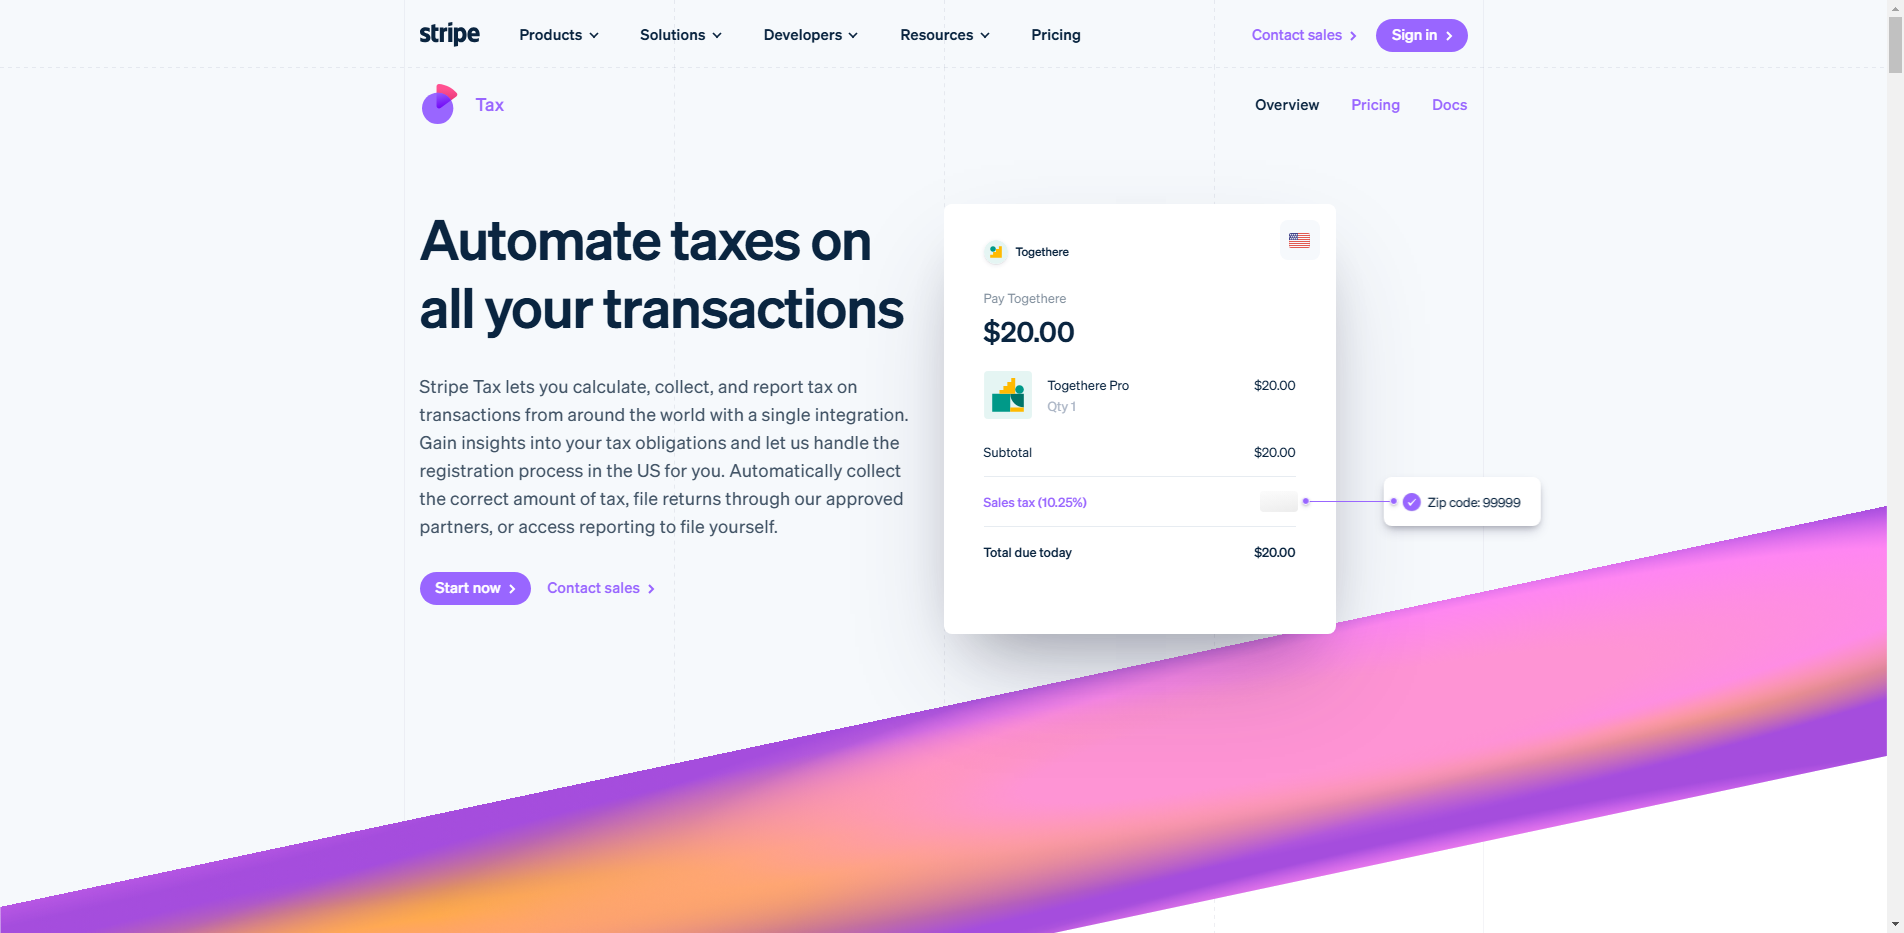 stripe
Products
Solutions
Developers
Resources
Pricing
Contact sales
Sign in
Tax
Overview
Pricing
Docs
Automate taxes on
all your transactions
Stripe Tax lets you calculate, collect, and report tax on
transactions from around the world with a single integration.
Gain insights into your tax obligations and let us handle the
registration process in the US for you. Automatically collect
the correct amount of tax, file returns through our approved
partners, or access reporting to file yourself.
Start now
Contact sales
Togethere
Pay Togethere
$20.00
Togethere Pro $20.00
Qty 1
Subtotal $20.00
Sales tax (10.25%)
Zip code: 99999
Total due today $20.00